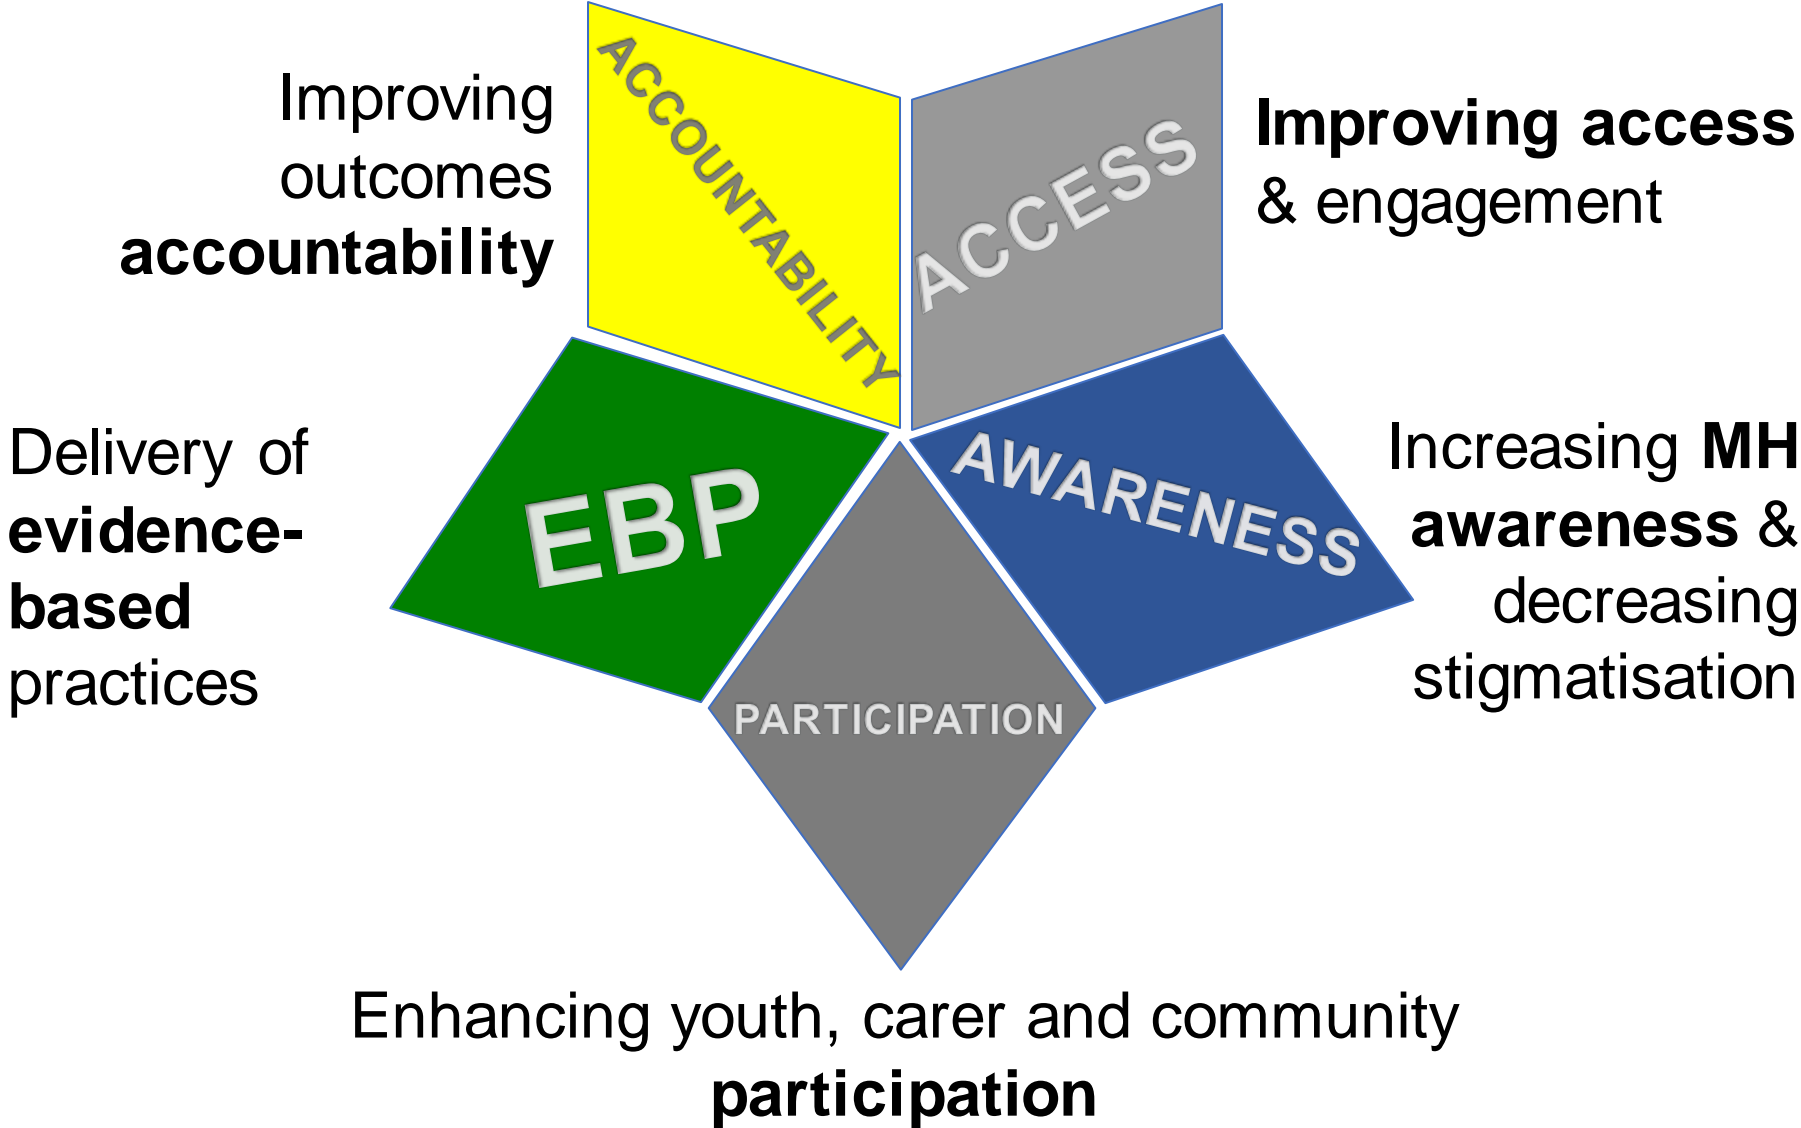 Improving
outcomes
accountability
ACCOUNTABILITY
ACCESS
Improving access
& engagement
Delivery of
evidence-
based
practices
EBP
AWARENESS
Increasing MH
awareness &
decreasing
stigmatisation
PARTICIPATION
Enhancing youth, carer and community
participation